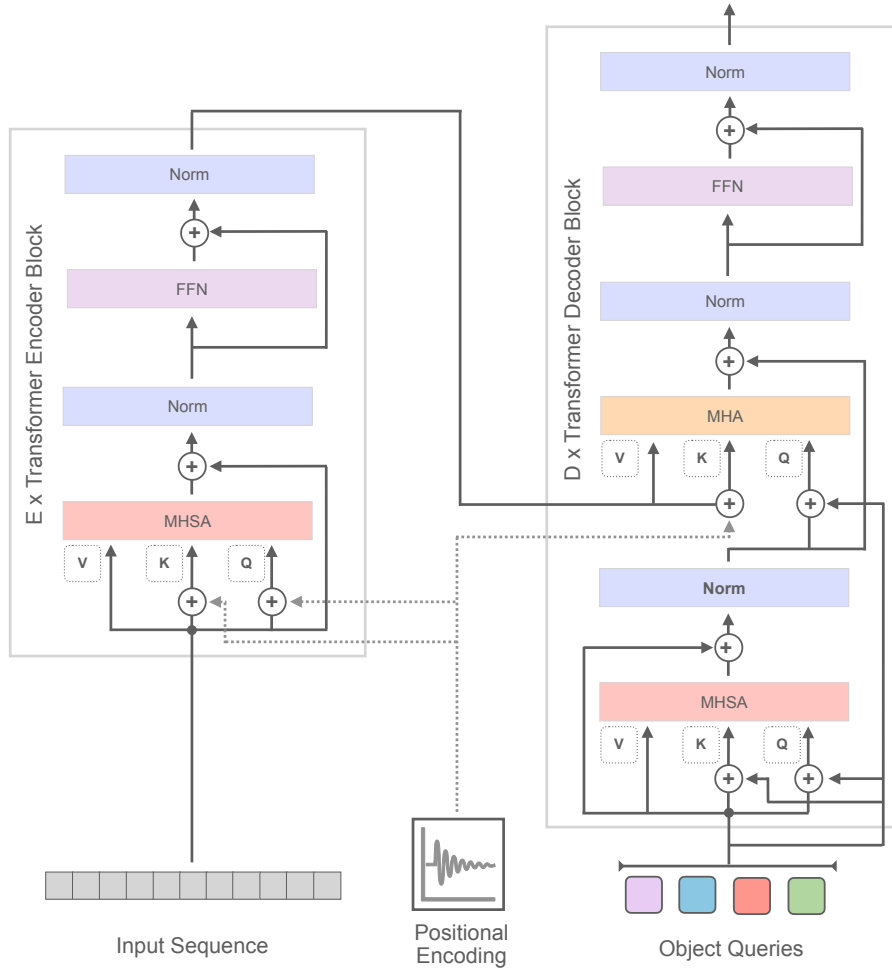 Norm
+
FFN
Norm
+
MHSA
V
K
Q
+
+
E x Transformer Encoder Block
Input Sequence
Positional
Encoding
Norm
+
FFN
Norm
+
MHA
V
K
Q
+
+
Norm
+
MHSA
V
K
Q
+
+
D x Transformer Decoder Block
Object Queries